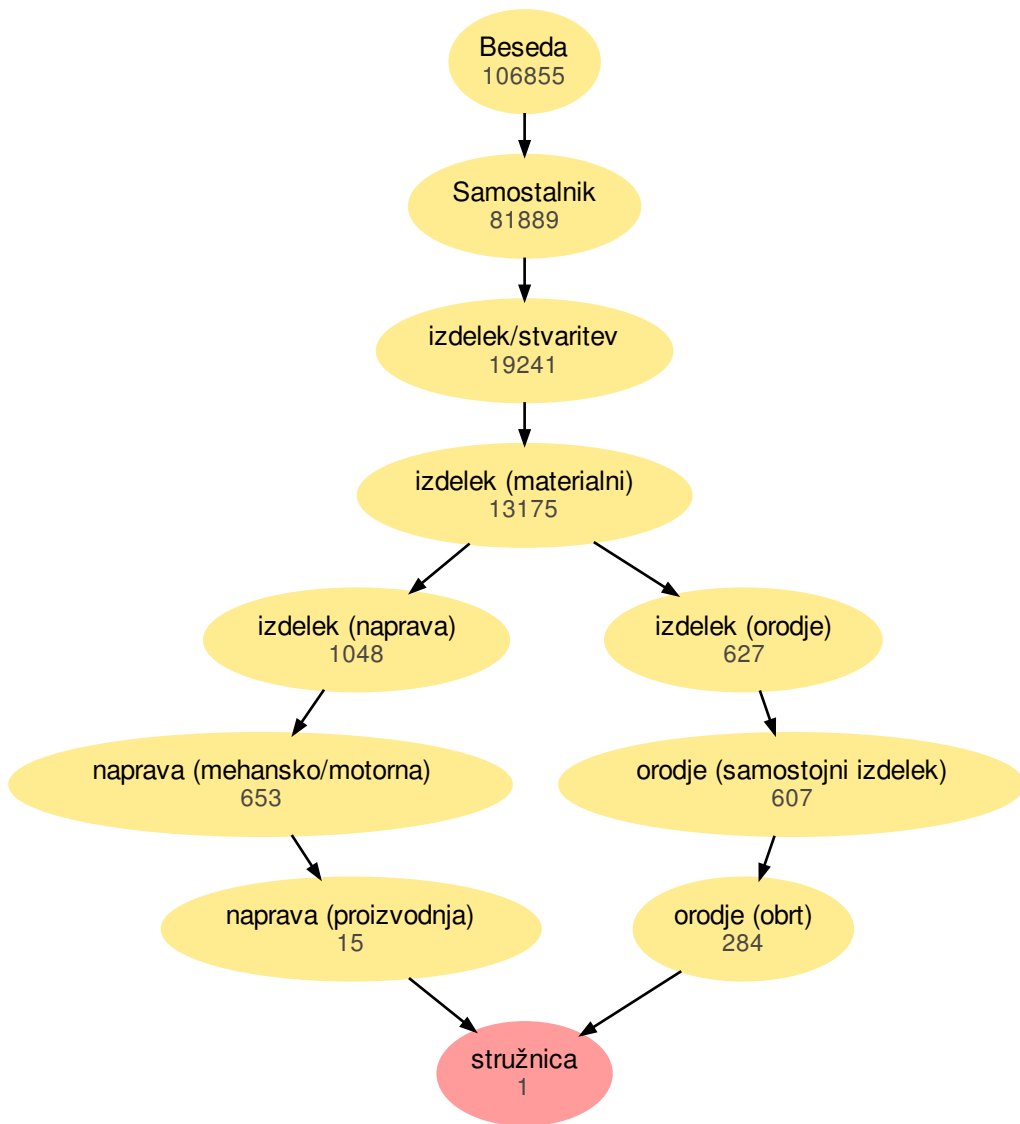 Beseda
106855
Samostalnik
81889
izdelek/stvaritev
19241
izdelek (materialni)
13175
izdelek (naprava)
1048
izdelek (orodje)
627
naprava (mehansko/motorna)
653
orodje (samostojni izdelek)
607
naprava (proizvodnja)
15
orodje (obrt)
284
stružnica
1